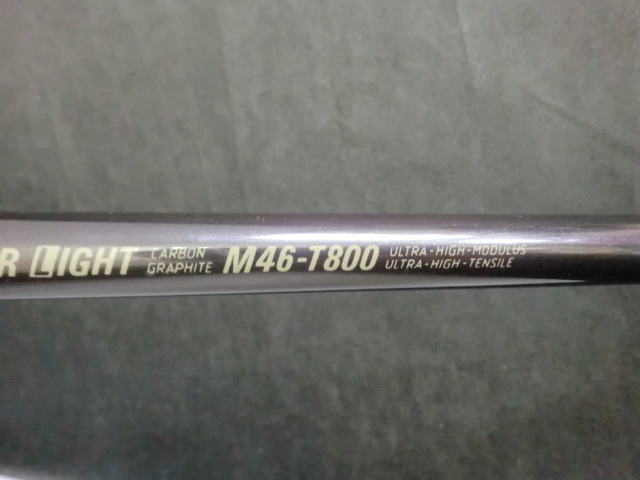 R LIGHT CARBON GRAPHITE M46-T800 ULTRA-HIGH-MODULUS
ULTRA-HIGH-TENSILE